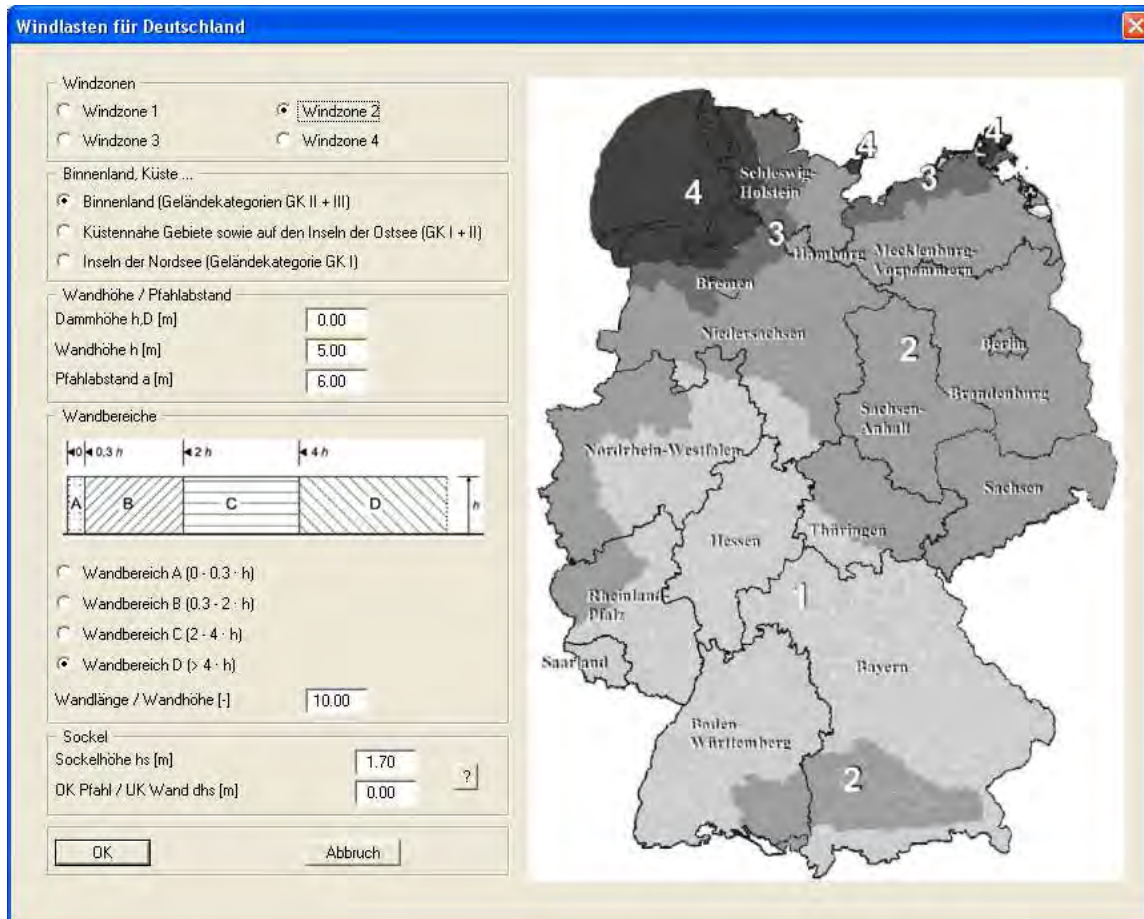 Windlasten für Deutschland
Windzonen
Windzone 1
Windzone 2
Windzone 3
Windzone 4
Binnenland, Küste ...
Binnenland (Geländekategorien GK II + III)
Küstennahe Gebiete sowie auf den Inseln der Ostsee (GK I + II)
Inseln der Nordsee (Geländekategorie GK I)
Wandhöhe / Pfahlabstand
Dammhöhe h,D [m] 0.00
Wandhöhe h [m] 5.00
Pfahlabstand a [m] 6.00
Wandbereiche
0 0,3 h 2 h 4 h
A B C D h
Wandbereich A (0 - 0.3 · h)
Wandbereich B (0.3 - 2 · h)
Wandbereich C (2 - 4 · h)
Wandbereich D (> 4 · h)
Wandlänge / Wandhöhe [-] 10.00
Sockel
Sockelhöhe hs [m] 1.70
OK Pfahl / UK Wand dhs [m] 0.00
?
OK
Abbruch
4
4
3
Schleswig-
Holstein
4
3
Hamburg
Mecklenburg-
Vorpommern
Bremen
Niedersachsen
2
Berlin
Brandenburg
Sachsen-
Anhalt
Nordrhein-Westfalen
Sachsen
Thüringen
Hessen
1
Rheinland-
Pfalz
Saarland
Bayern
Baden
Württemberg
2